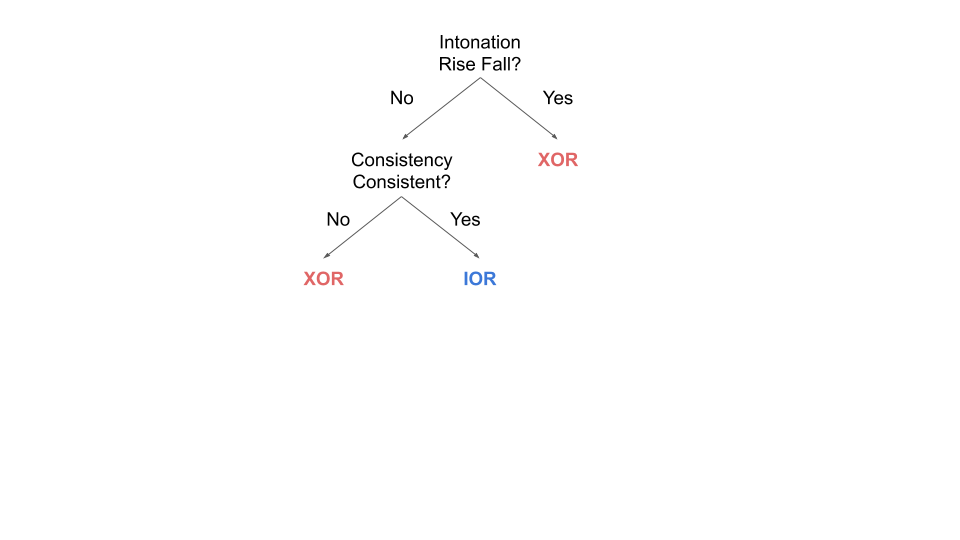 Intonation
Rise Fall?
No
Yes
Consistency
Consistent?
XOR
No
Yes
XOR
IOR